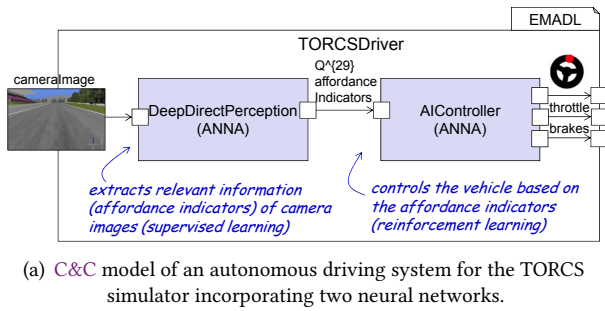 EMADL
TORCSDriver
cameraImage
Q^{29}
affordance
Indicators
DeepDirectPerception
(ANNA)
AIController
(ANNA)
throttle
brakes
extracts relevant information
(affordance indicators) of camera
images (supervised learning)
controls the vehicle based on
the affordance indicators
(reinforcement learning)
(a) C&C model of an autonomous driving system for the TORCS
simulator incorporating two neural networks.